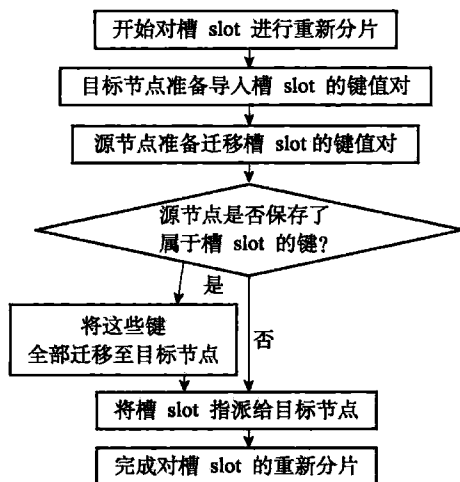 开始对槽 slot 进行重新分片
目标节点准备导入槽 slot 的键值对
源节点准备迁移槽 slot 的键值对
源节点是否保存了
属于槽 slot 的键?
是
将这些键
全部迁移至目标节点
否
将槽 slot 指派给目标节点
完成对槽 slot 的重新分片